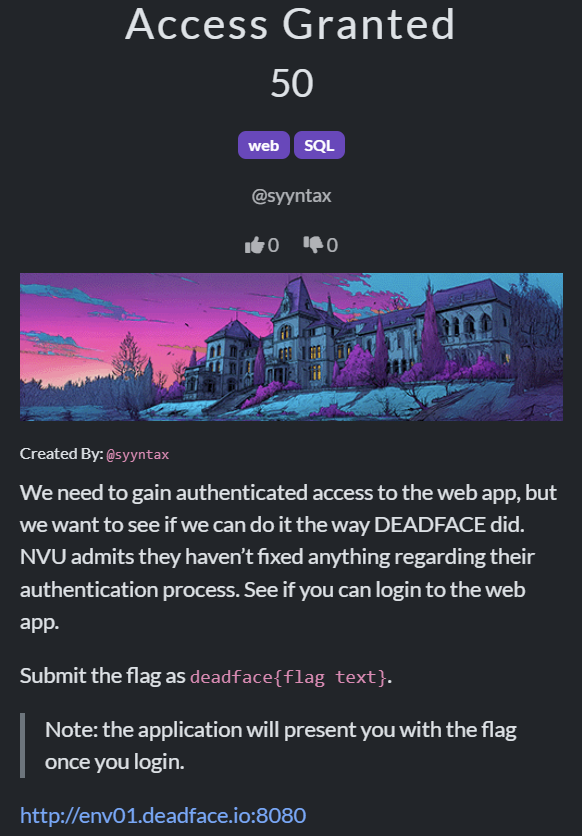 Access Granted
50
web SQL
@syyntax
0 0
Created By: @syyntax
We need to gain authenticated access to the web app, but
we want to see if we can do it the way DEADFACE did.
NVU admits they haven’t fixed anything regarding their
authentication process. See if you can login to the web
app.
Submit the flag as deadface{flag text}.
Note: the application will present you with the flag
once you login.
http://env01.deadface.io:8080